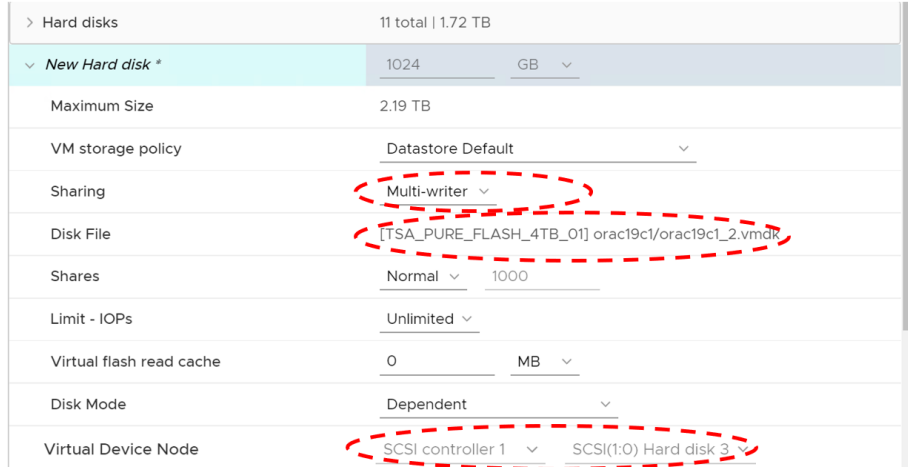 Hard disks 11 total | 1.72 TB
New Hard disk * 1024 GB
Maximum Size 2.19 TB
VM storage policy Datastore Default
Sharing Multi-writer
Disk File [TSA_PURE_FLASH_4TB_01] orac19c1/orac19c1_2.vmdk
Shares Normal 1000
Limit - IOPs Unlimited
Virtual flash read cache 0 MB
Disk Mode Dependent
Virtual Device Node SCSI controller 1 SCSI(1:0) Hard disk 3